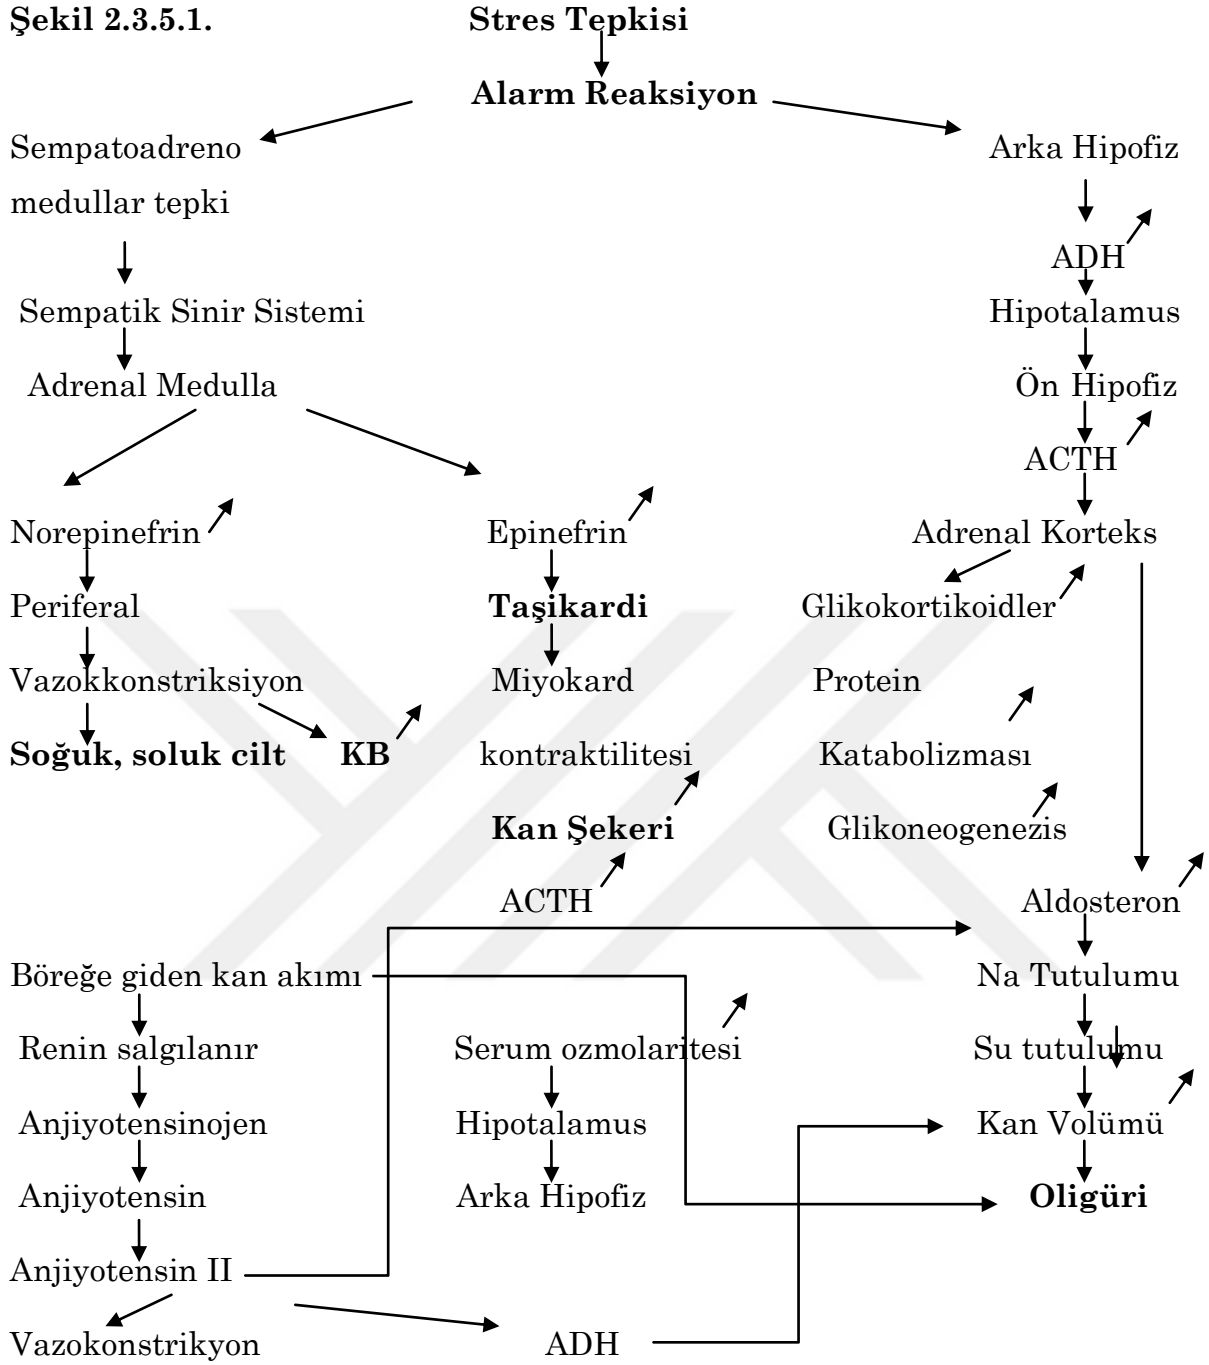 Şekil 2.3.5.1. Stres Tepkisi
Alarm Reaksiyon
Sempatoadreno Arka Hipofiz
medullar tepki
ADH
Sempatik Sinir Sistemi Hipotalamus
Adrenal Medulla Ön Hipofiz
ACTH
Norepinefrin Epinefrin Adrenal Korteks
Periferal Taşikardi Glikokortikoidler
Vazokkonstriksiyon Miyokard Protein
Soğuk, soluk cilt KB kontraktilitesi Katabolizması
Kan Şekeri Glikoneogenezis
ACTH Aldosteron
Böreğe giden kan akımı Na Tutulumu
Renin salgılanır Serum ozmolaritesi Su tutulumu
Anjiyotensinojen Hipotalamus Kan Volümü
Anjiyotensin Arka Hipofiz Oligüri
Anjiyotensin II
Vazokonstrikyon ADH